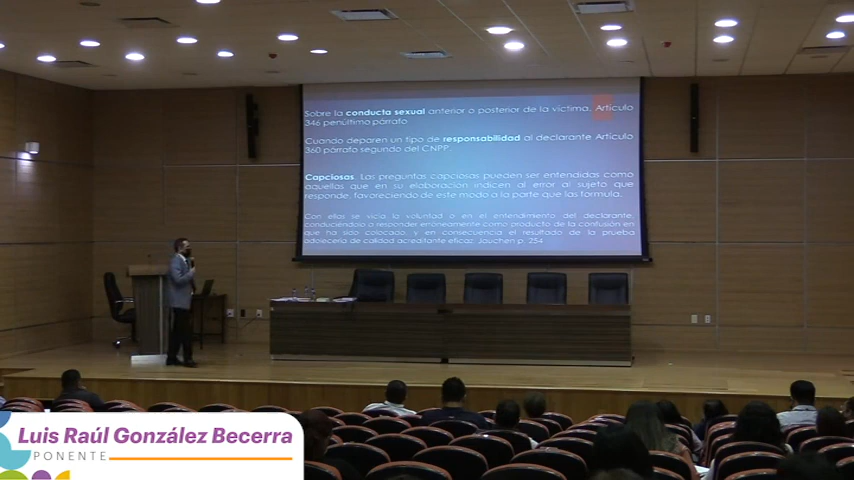 Sobre la conducta sexual anterior o posterior de la víctima. Artículo
346 penúltimo párrafo
Cuando deparen un tipo de responsabilidad al declarante Artículo
360 párrafo segundo del CNPP
Capciosas. Las preguntas capciosas pueden ser entendidas como
aquellas que en su elaboración indicen al error al sujeto que
responde, favoreciendo de este modo a la parte que las formula.
Con ellas se vicia la voluntad o en el entendimiento del declarante,
conduciéndolo a responder erróneamente como producto de la confusión en
que ha sido colocado, y en consecuencia el resultado de la prueba
adolecería de calidad acreditante eficaz. Jauchen p. 254
Luis Raúl González Becerra
PONENTE